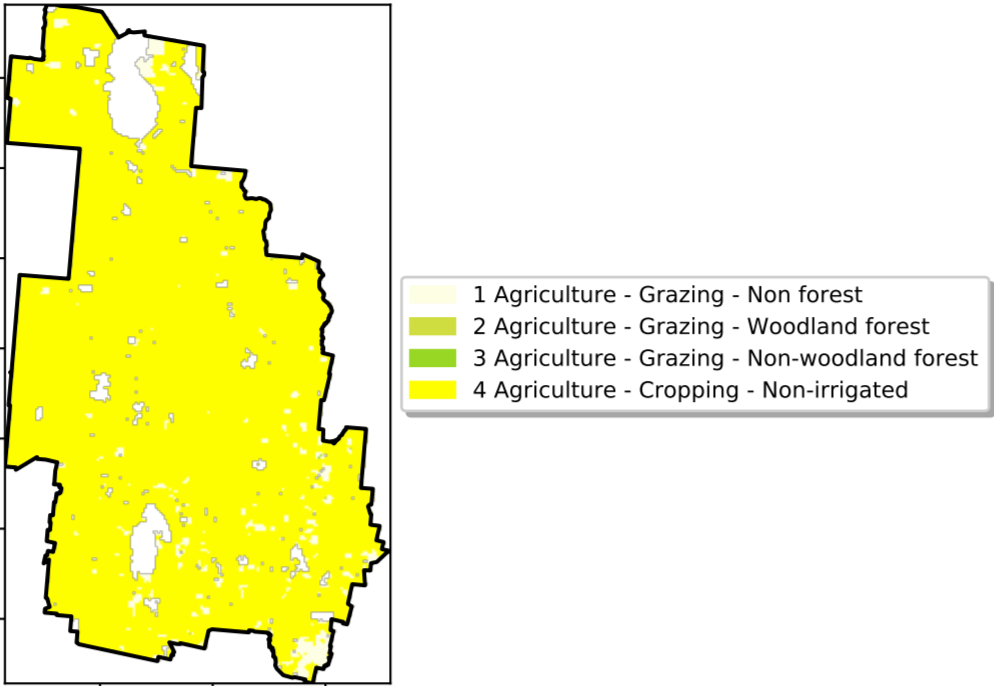 1 Agriculture - Grazing - Non forest
2 Agriculture - Grazing - Woodland forest
3 Agriculture - Grazing - Non-woodland forest
4 Agriculture - Cropping - Non-irrigated